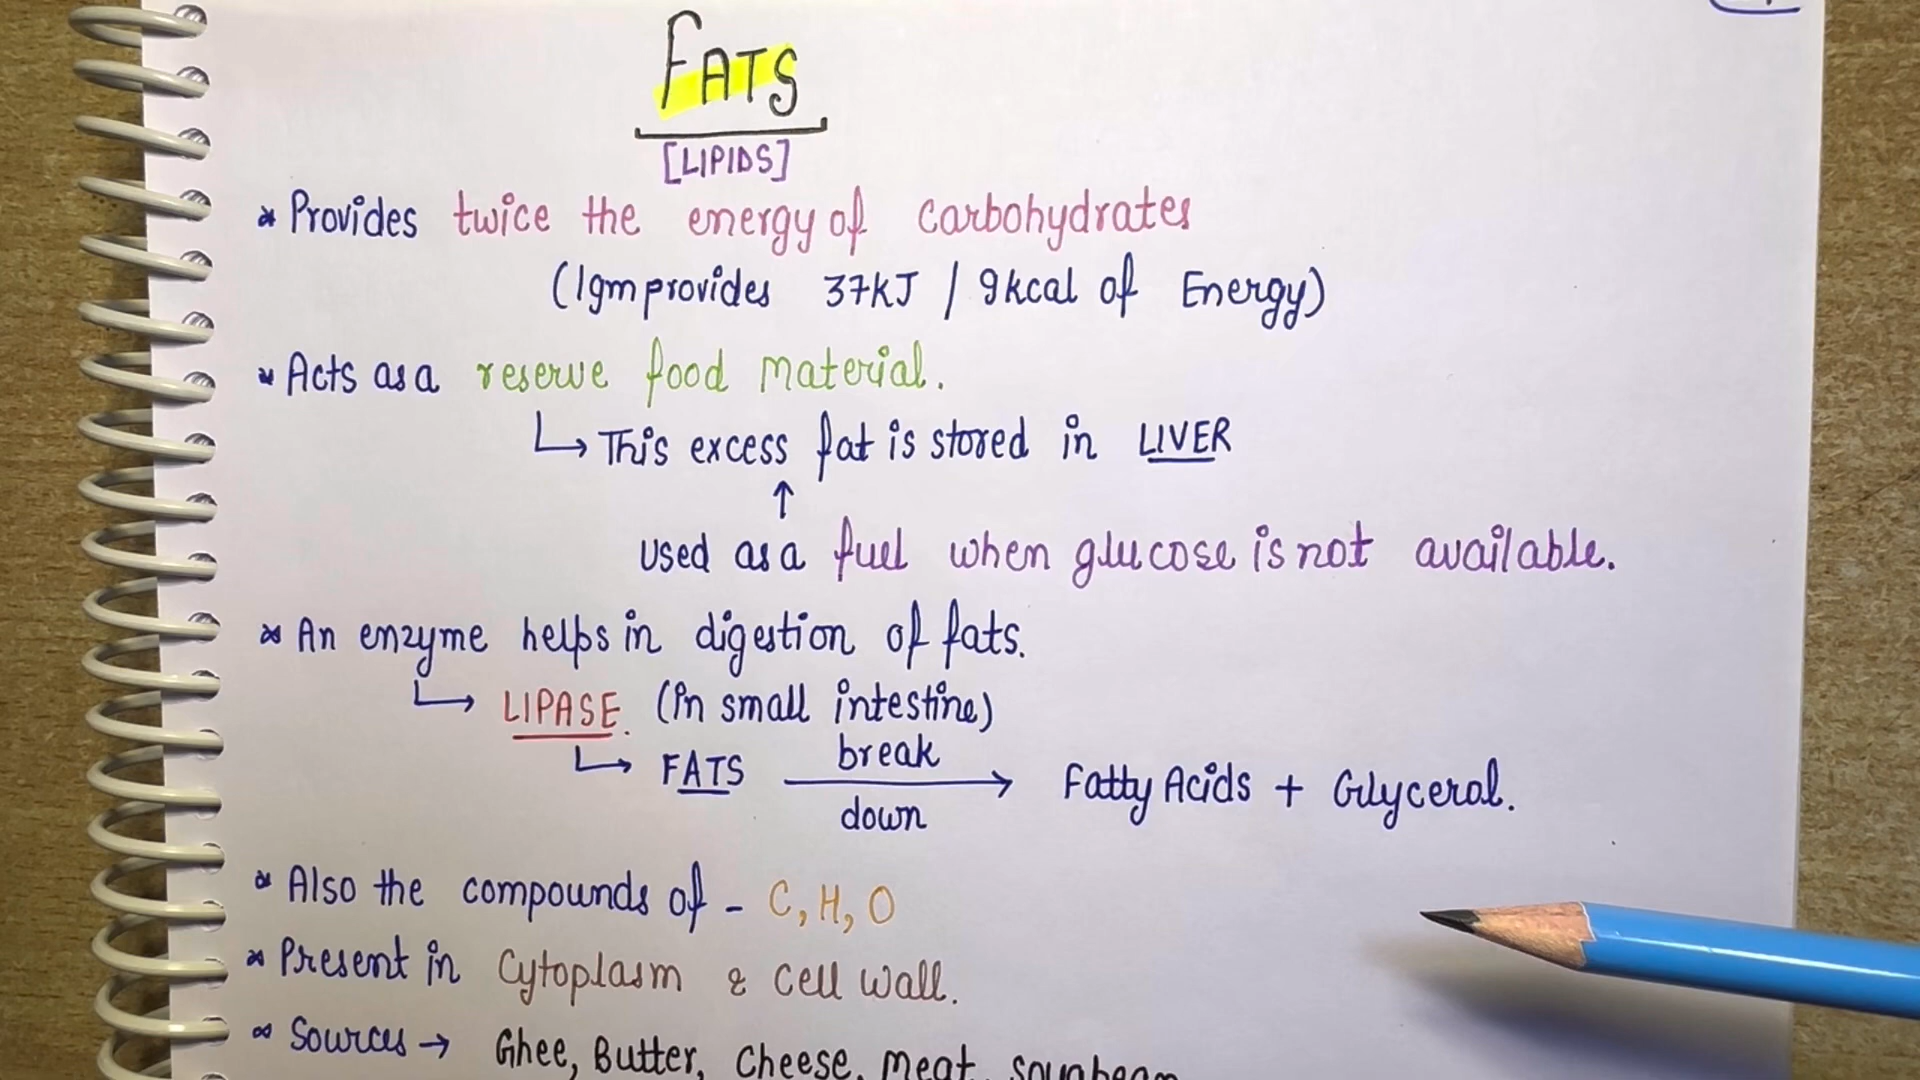 FATS
[LIPIDS]
* Provides twice the energy of carbohydrates
(1gm provides 37kJ / 9kcal of Energy)
* Acts as a reserve food material.
↳ This excess fat is stored in LIVER
↑
Used as a fuel when glucose is not available.
* An enzyme helps in digestion of fats.
↳ LIPASE. (in small intestine)
break
↳ FATS → Fatty Acids + Glycerol.
down
* Also the compounds of - C, H, O
* Present in Cytoplasm & Cell Wall.
* Sources → Ghee, Butter, Cheese, Meat, Soyabean